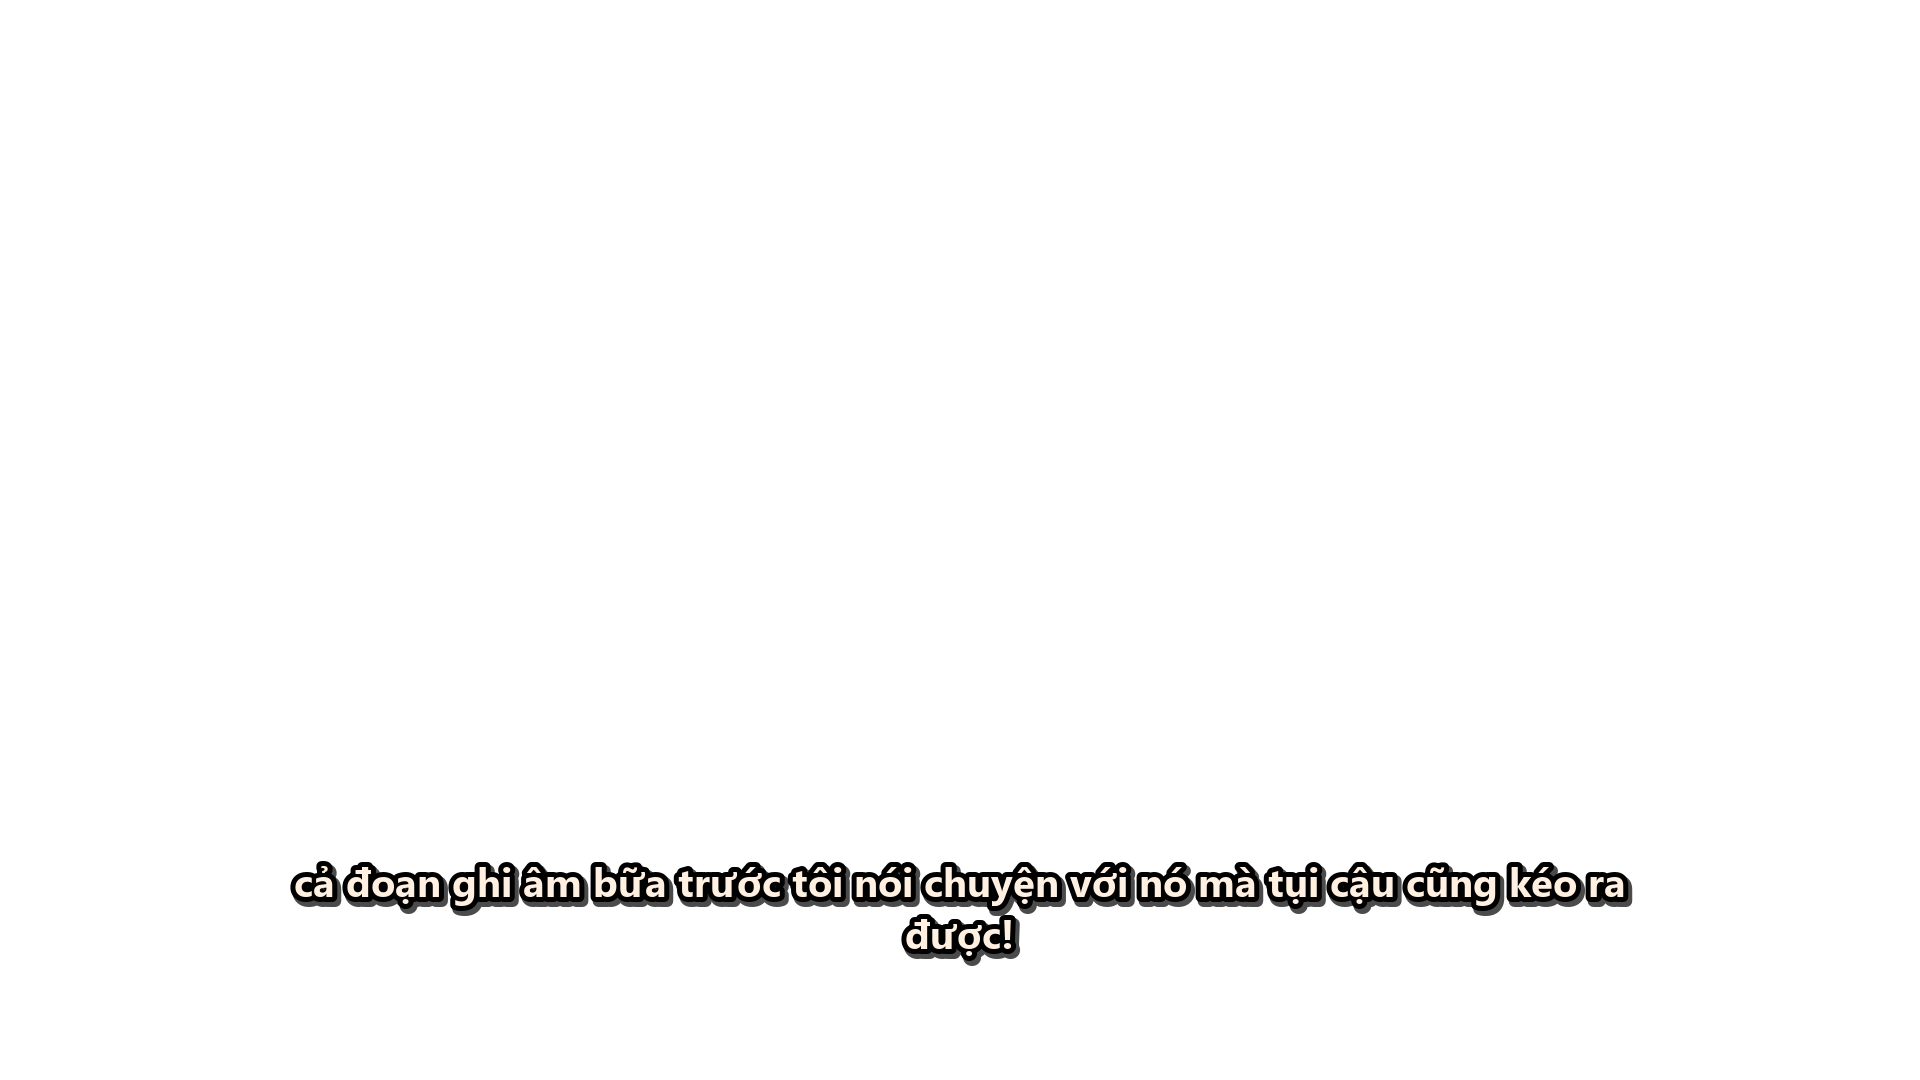 cả đoạn ghi âm bữa trước tôi nói chuyện với nó mà tụi cậu cũng kéo ra
được!